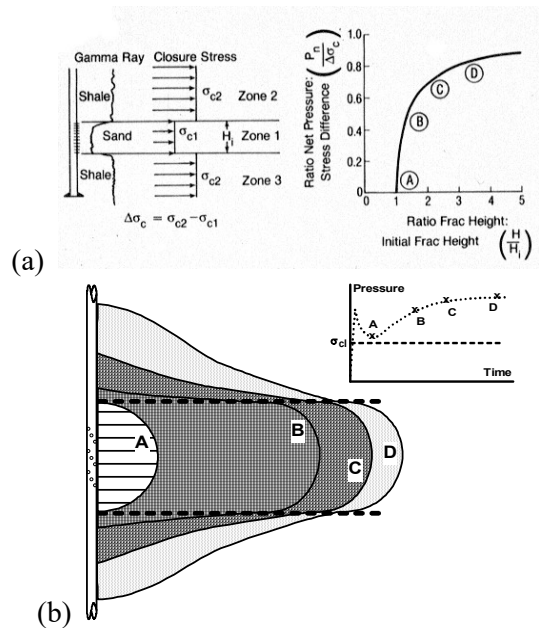 Gamma Ray Closure Stress
Shale
σc2 Zone 2
Sand
σc1 Hi Zone 1
Shale
σc2 Zone 3
Δσc = σc2 – σc1
Ratio Net Pressure: (Pn/Δσc)
Stress Difference
1.0
0.8
0.6
0.4
0.2
0
A
B
C
D
0 1 2 3 4 5
Ratio Frac Height:
Initial Frac Height (H/Hi)
(a)
Pressure
σcl
A
B
C
D
Time
A
B
C
D
(b)